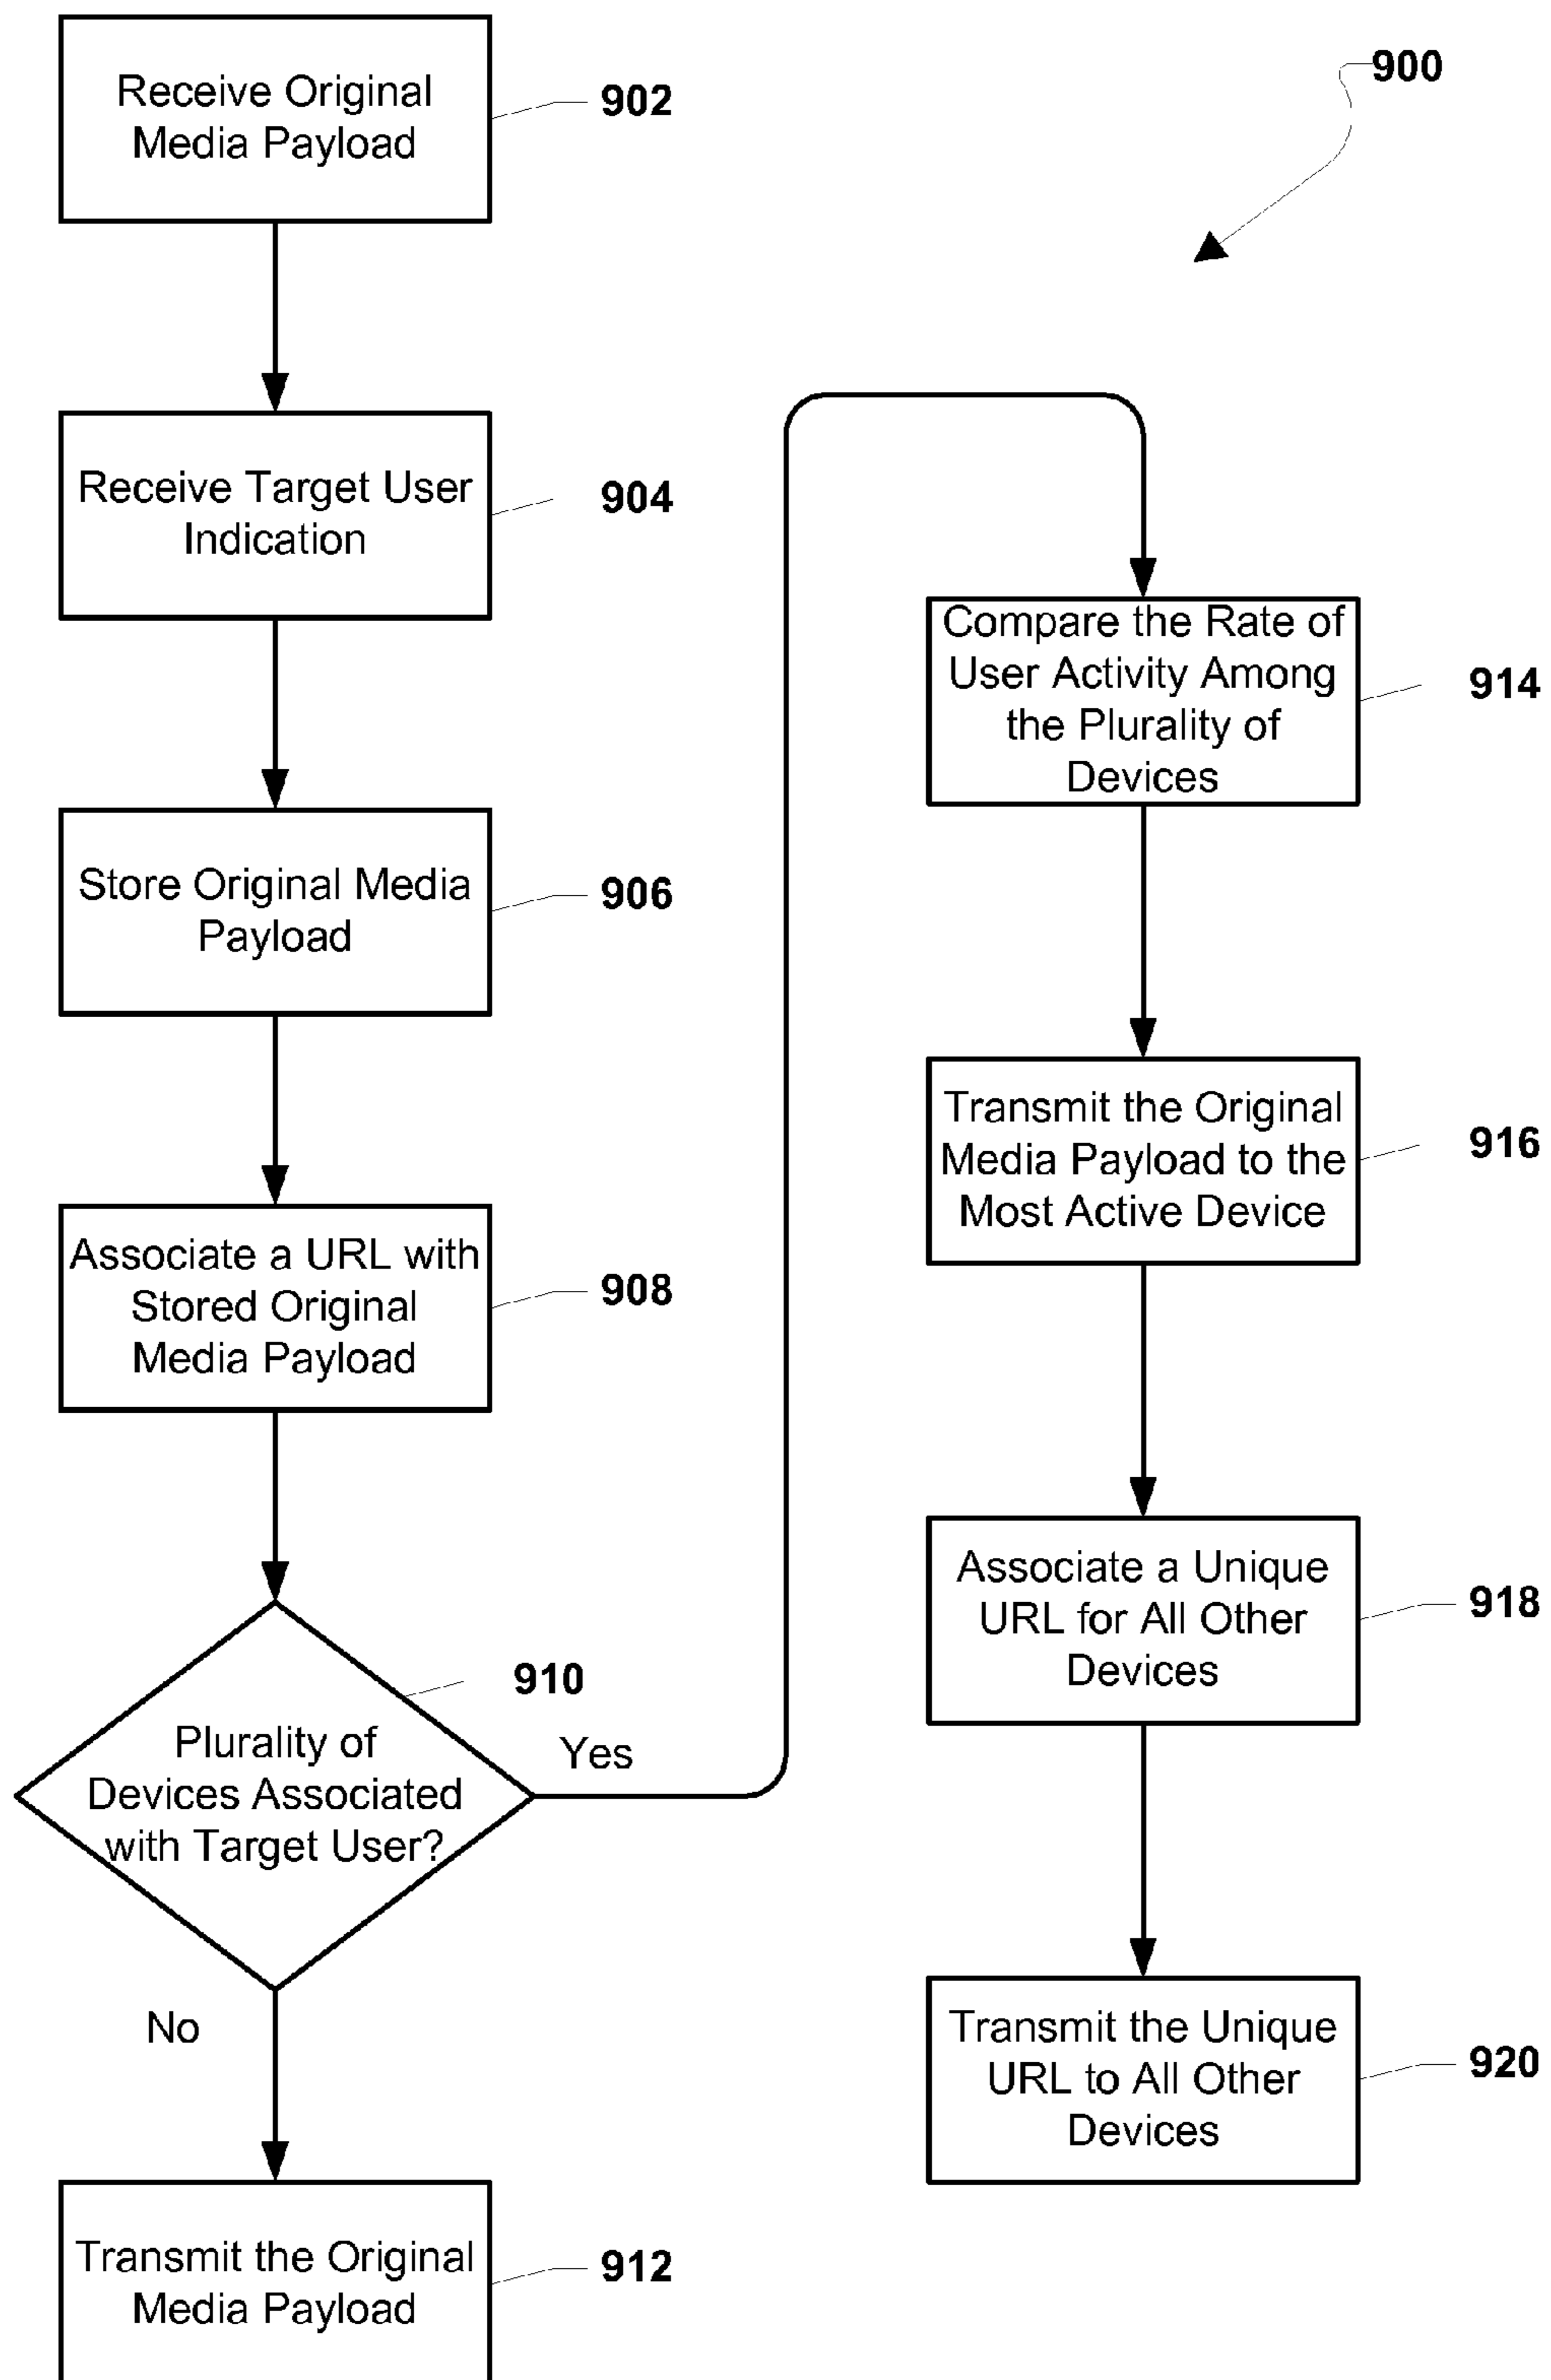 Receive Original
Media Payload
902
900
Receive Target User
Indication
904
Store Original Media
Payload
906
Associate a URL with
Stored Original
Media Payload
908
910
Plurality of
Devices Associated
with Target User?
Yes
No
Transmit the Original
Media Payload
912
Compare the Rate of
User Activity Among
the Plurality of
Devices
914
Transmit the Original
Media Payload to the
Most Active Device
916
Associate a Unique
URL for All Other
Devices
918
Transmit the Unique
URL to All Other
Devices
920